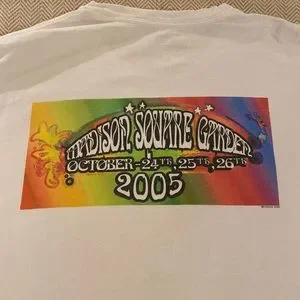 MADISON SQUARE GARDEN
OCTOBER - 24TH, 25TH, 26TH
2005